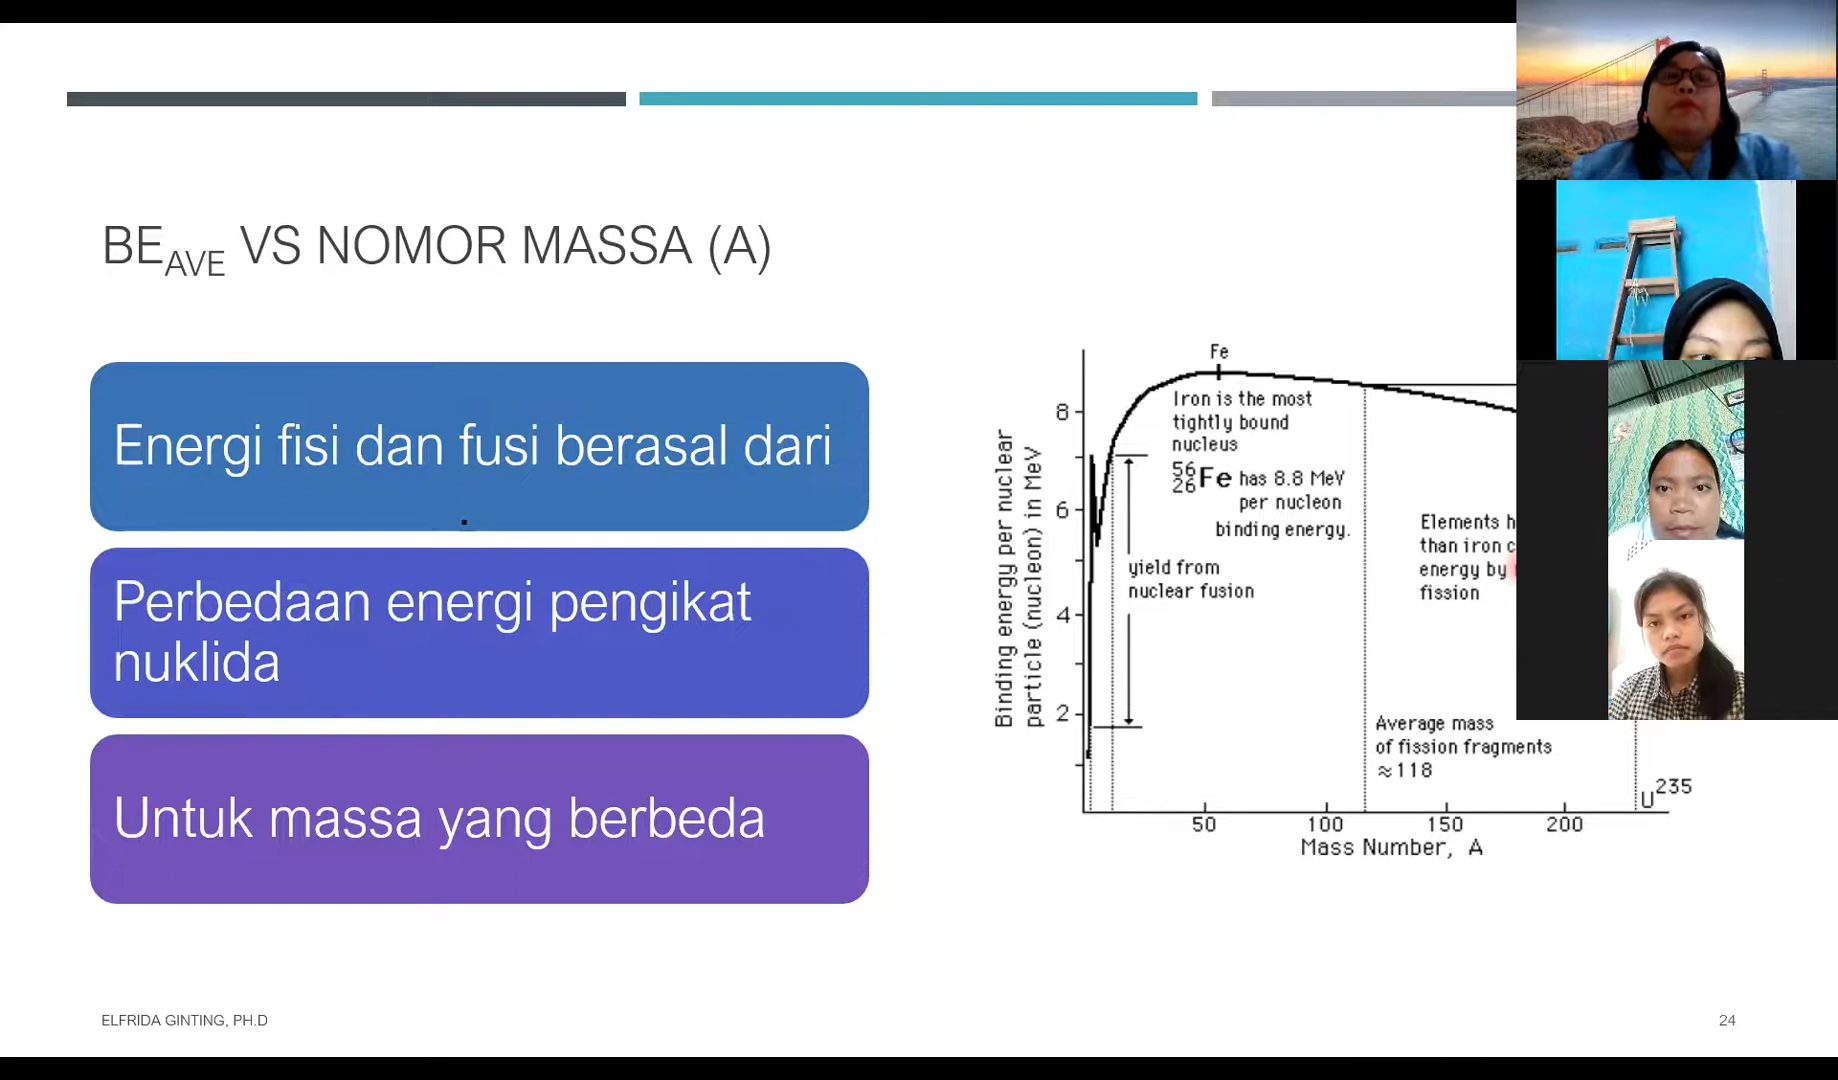 BE AVE VS NOMOR MASSA (A)
Energi fisi dan fusi berasal dari
Perbedaan energi pengikat
nuklida
Untuk massa yang berbeda
Fe
Iron is the most
tightly bound
nucleus
56
26 Fe has 8.8 MeV
per nucleon
binding energy.
yield from
nuclear fusion
Elements h
than iron c
energy by
fission
Average mass
of fission fragments
≈118
U 235
Binding energy per nuclear
particle (nucleon) in MeV
8
6
4
2
50 100 150 200
Mass Number, A
ELFRIDA GINTING, PH.D
24